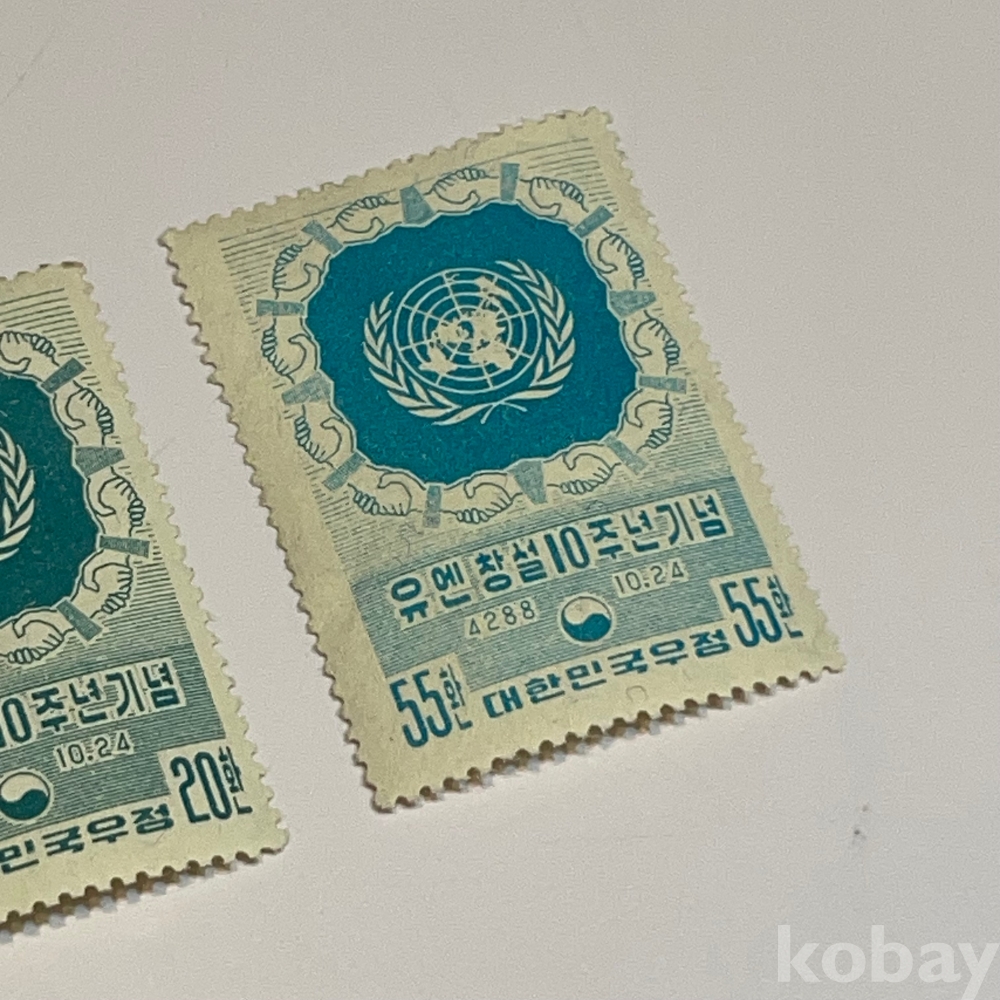 유엔 창설 10주년기념
4288 10.24
55환 대한민국우정 55환
10주년기념
10.24
민국우정 20환
kobay